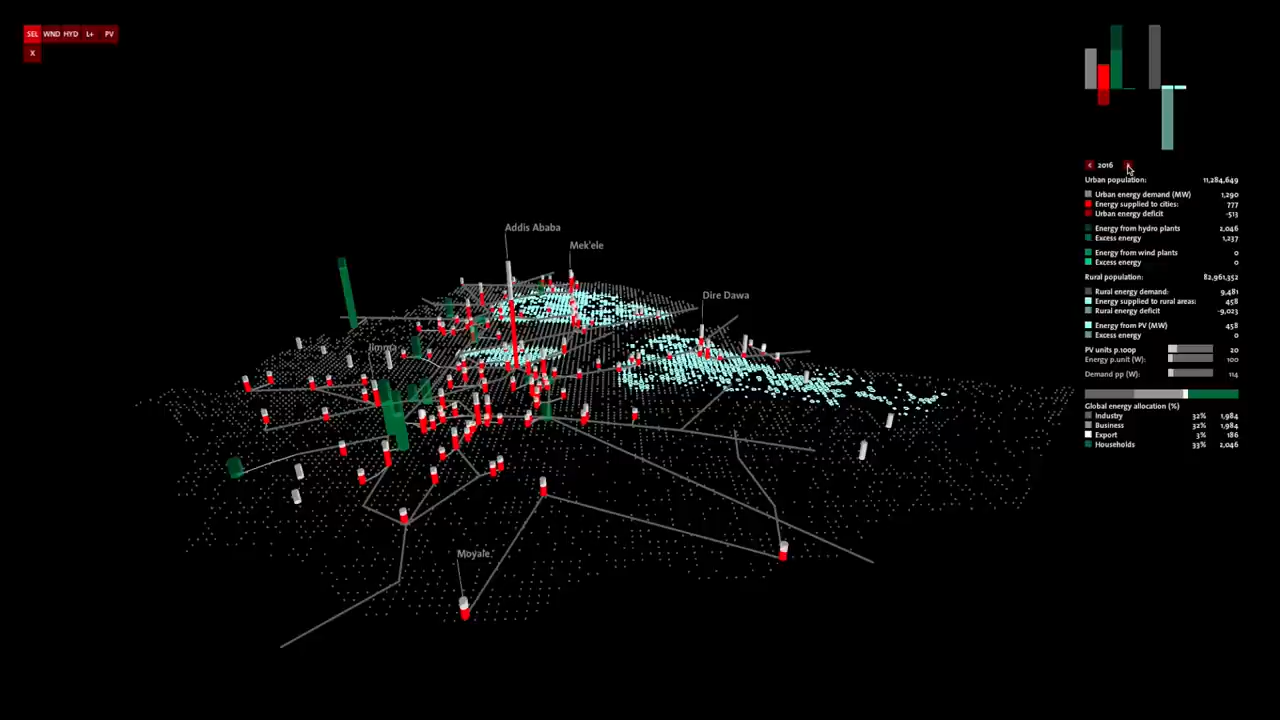 SEL WND HYD L+ PV
X
< 2016
Urban population: 11,284,649
Urban energy demand (MW) 1,290
Energy supplied to cities: 777
Urban energy deficit -513
Energy from hydro plants 2,046
Excess energy 1,237
Energy from wind plants 0
Excess energy 0
Rural population: 82,961,352
Rural energy demand: 9,481
Energy supplied to rural areas: 458
Rural energy deficit -9,023
Energy from PV (MW) 458
Excess energy 0
PV units p.100p 20
Energy p.unit (W): 100
Demand pp (W): 114
Global energy allocation (%)
Industry 32% 1,984
Business 32% 1,984
Export 3% 186
Households 33% 2,046
Addis Ababa
Mek'ele
Dire Dawa
Jimma
Moyale